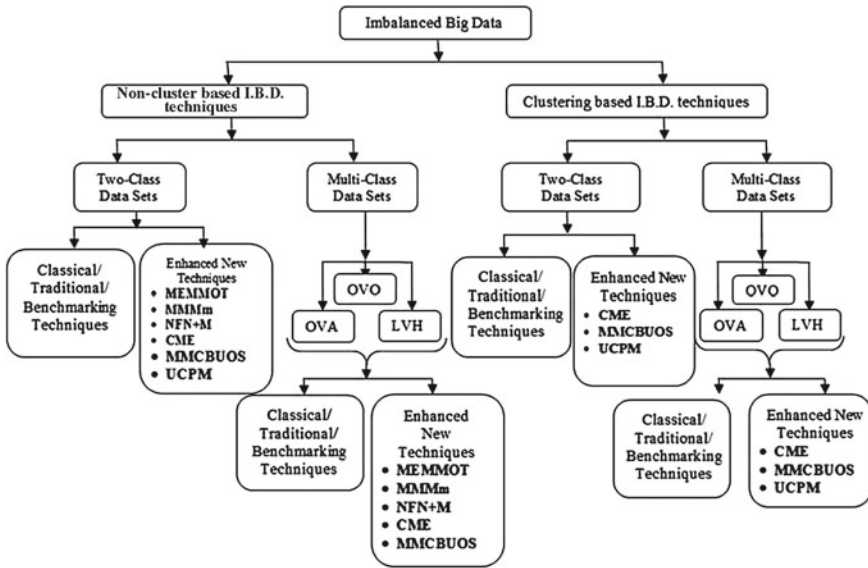 Imbalanced Big Data
Non-cluster based I.B.D.
techniques
Clustering based I.B.D. techniques
Two-Class
Data Sets
Multi-Class
Data Sets
Two-Class
Data Sets
Multi-Class
Data Sets
Classical/
Traditional/
Benchmarking
Techniques
Enhanced New
Techniques
• MEMMOT
• MMMm
• NFN+M
• CME
• MMCBUOS
• UCPM
OVO
OVA
LVH
Classical/
Traditional/
Benchmarking
Techniques
Enhanced New
Techniques
• CME
• MMCBUOS
• UCPM
OVO
OVA
LVH
Classical/
Traditional/
Benchmarking
Techniques
Enhanced
New
Techniques
• MEMMOT
• MMMm
• NFN+M
• CME
• MMCBUOS
Classical/
Traditional/
Benchmarking
Techniques
Enhanced New
Techniques
• CME
• MMCBUOS
• UCPM